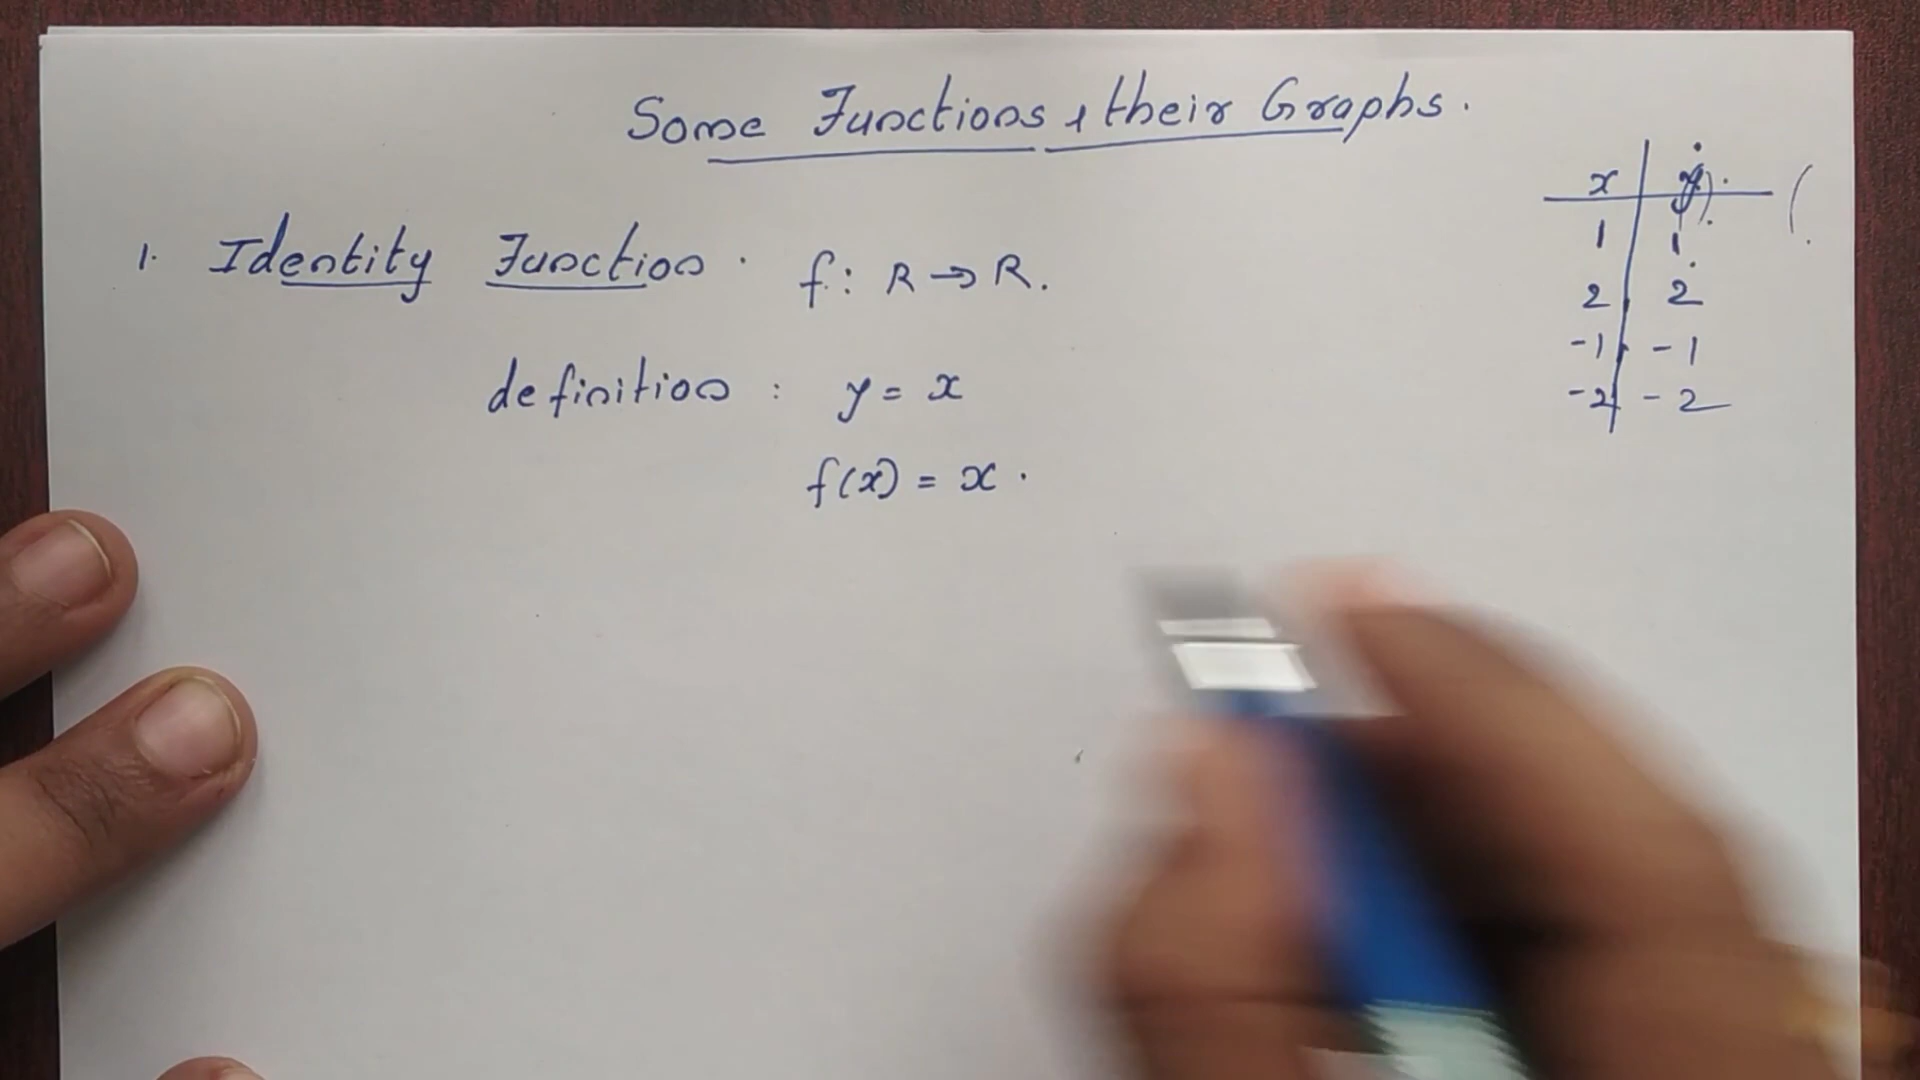 Some Functions & their Graphs.
1. Identity Function. f: R → R.
definition : y = x
f(x) = x.
x y
1 1
2 2
-1 -1
-2 -2